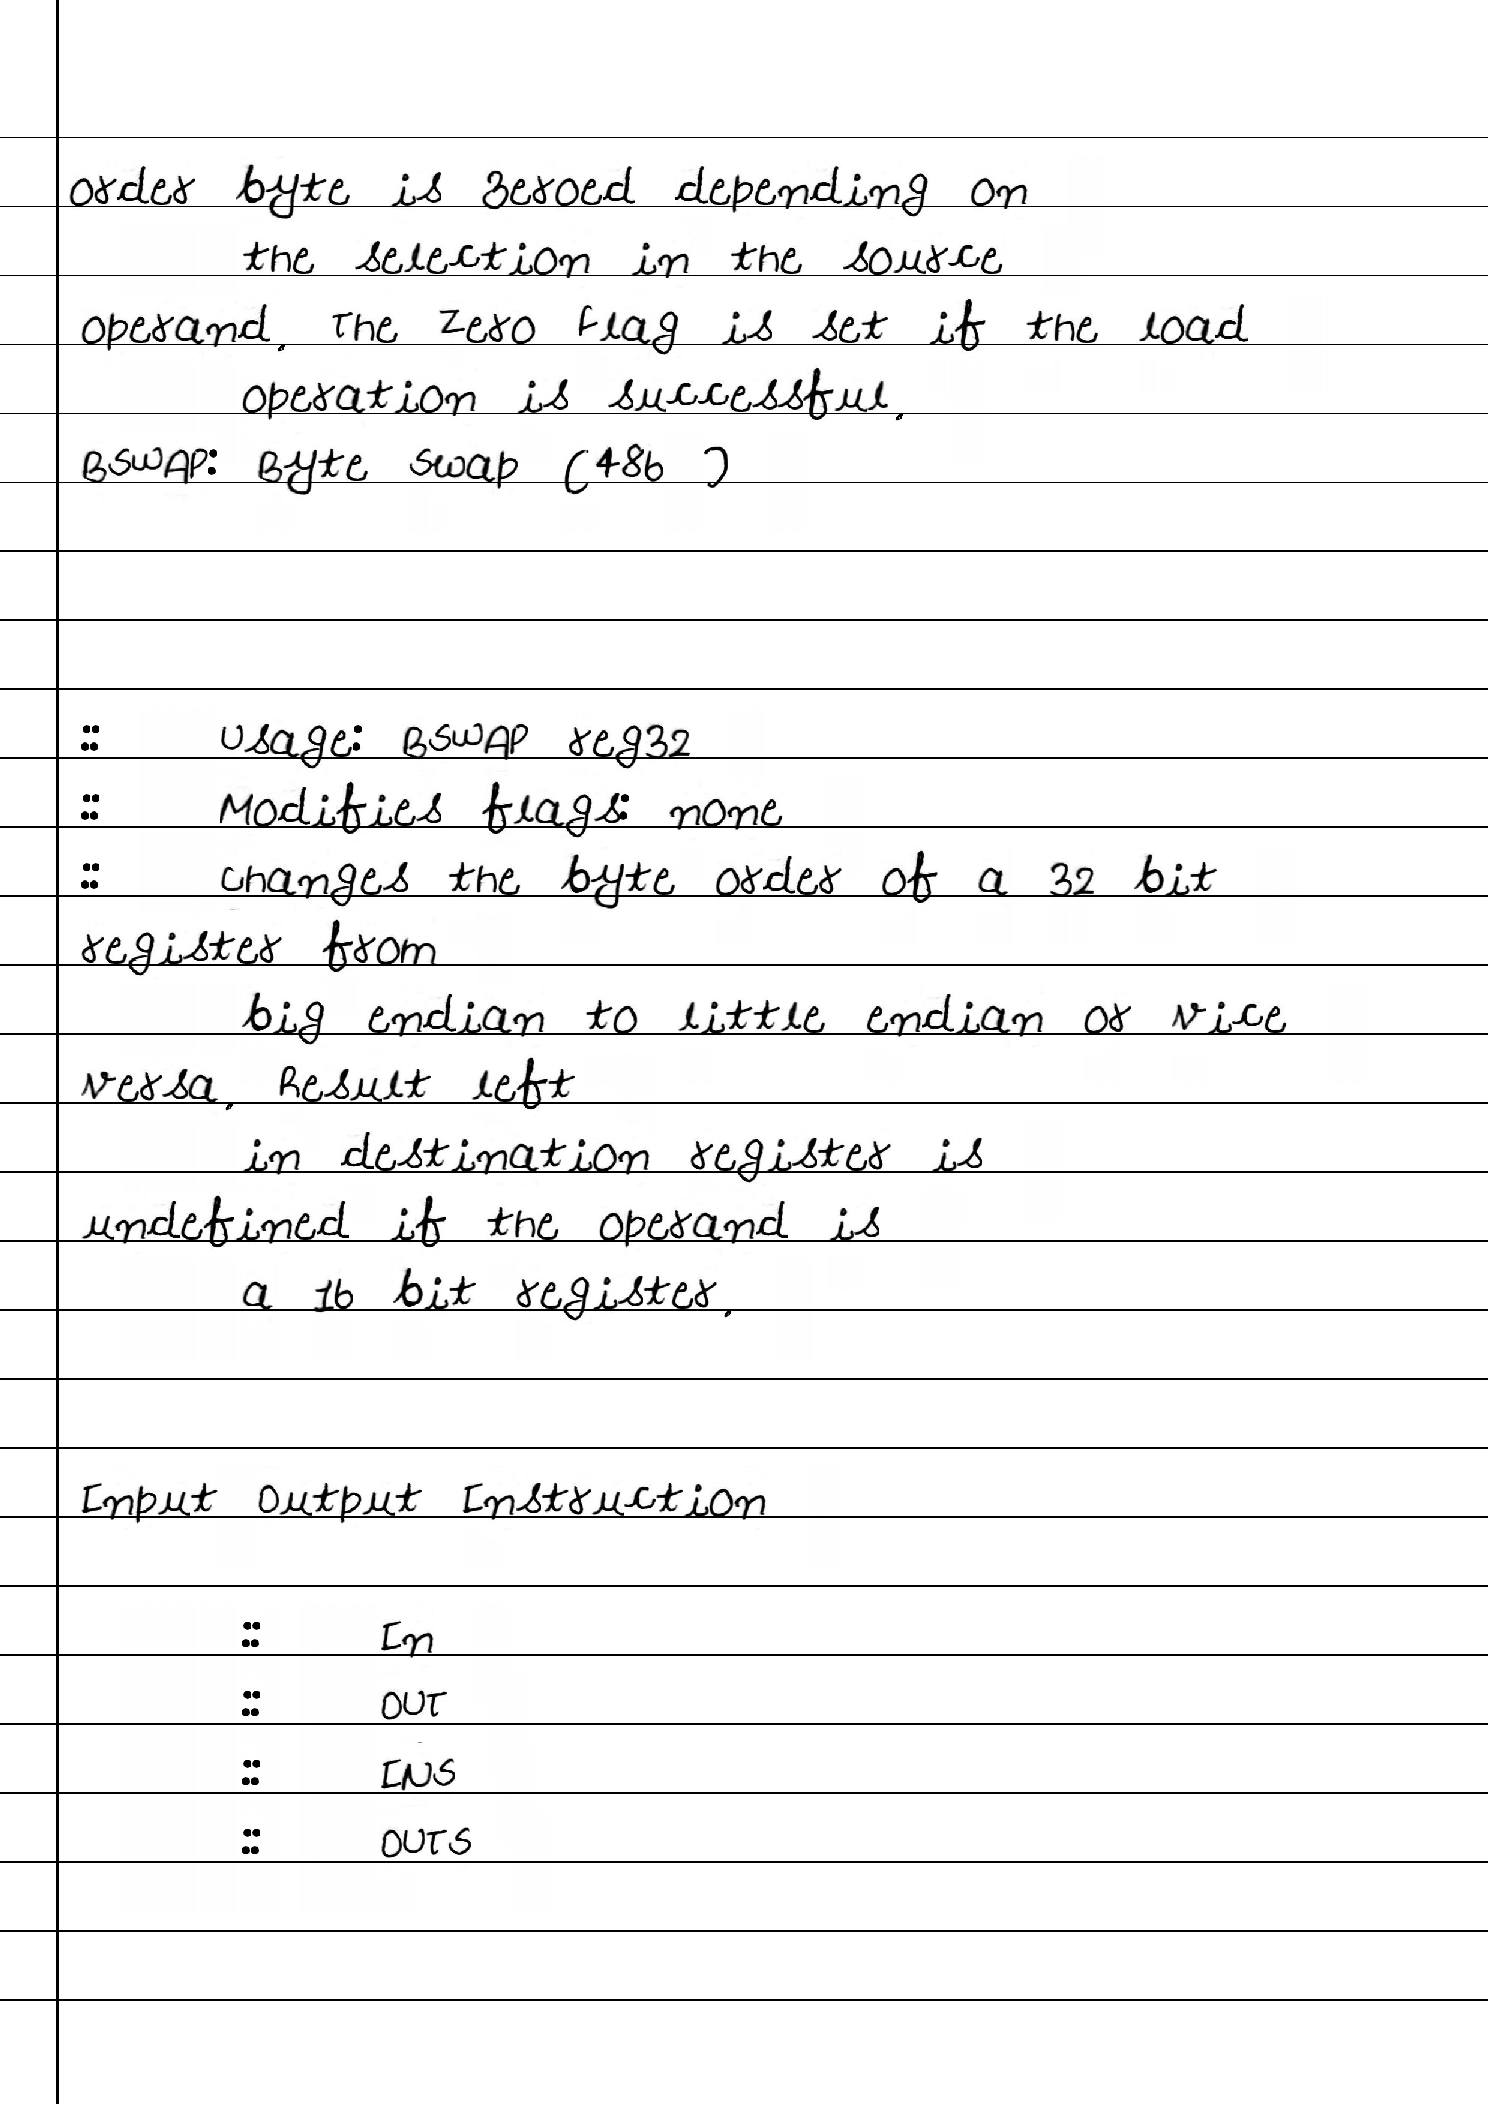 order byte is zeroed depending on
the selection in the source
operand. The Zero Flag is set if the load
operation is successful.
BSWAP: Byte Swap (486 )
:: Usage: BSWAP reg32
:: Modifies flags: none
:: Changes the byte order of a 32 bit
register from
big endian to little endian or vice
versa. Result left
in destination register is
undefined if the operand is
a 16 bit register.
Input Output Instruction
:: In
:: OUT
:: INS
:: OUTS